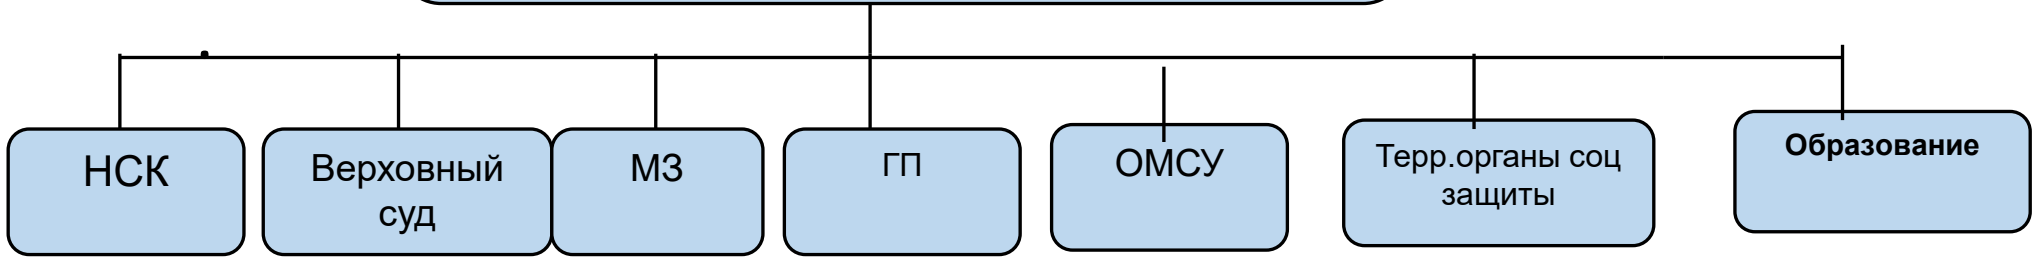 НСК
Верховный
суд
МЗ
ГП
ОМСУ
Терр.органы соц
защиты
Образование